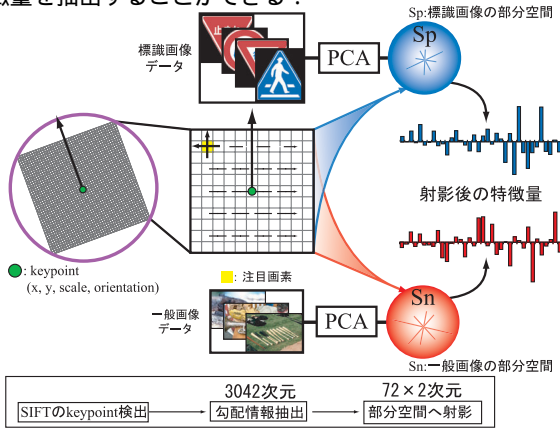 徴量を抽出することができる.
Sp:標識画像の部分空間
標識画像
データ
PCA
Sp
射影後の特徴量
:keypoint
(x, y, scale, orientation)
:注目画素
一般画像
データ
PCA
Sn
Sn:一般画像の部分空間
3042次元
72×2次元
SIFTのkeypoint検出
勾配情報抽出
部分空間へ射影